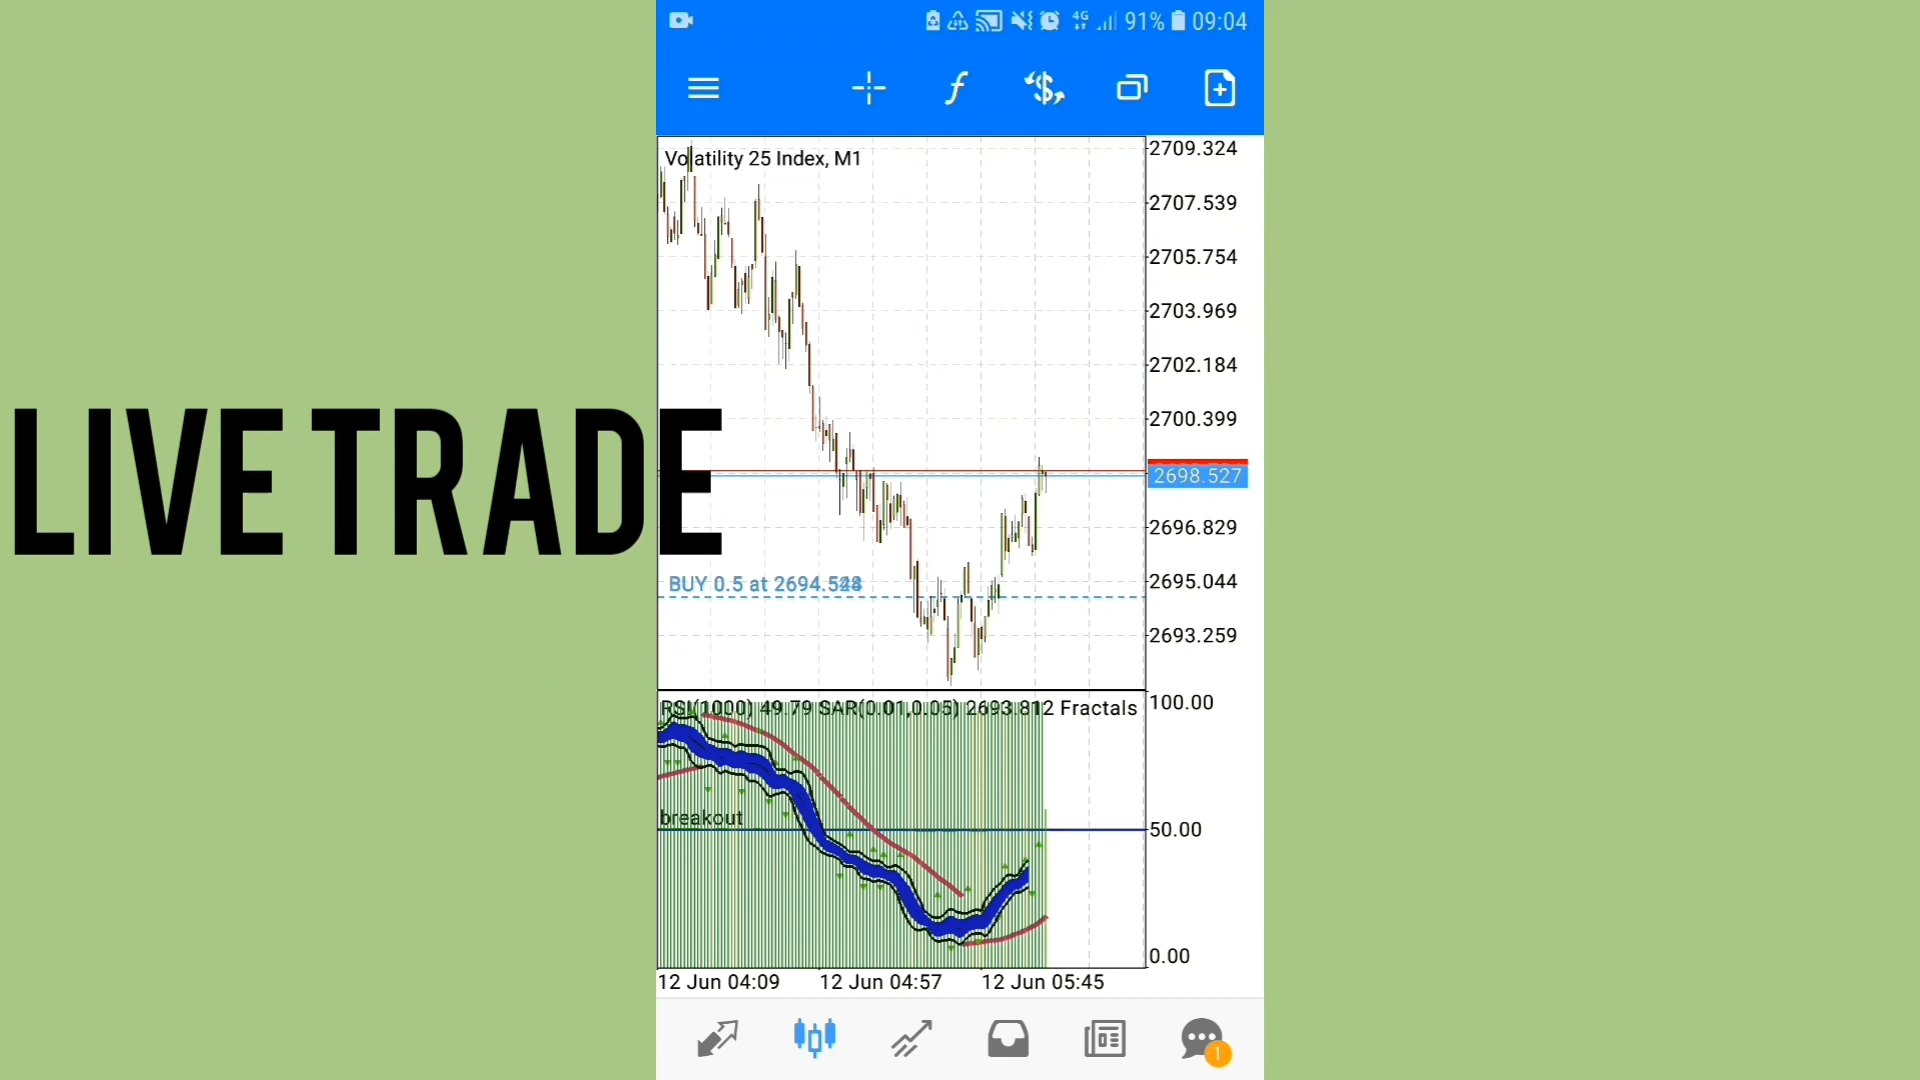 4G 91% 09:04
Volatility 25 Index, M1
2709.324
2707.539
2705.754
2703.969
2702.184
2700.399
LIVE TRADE
2698.527
2696.829
BUY 0.5 at
2695.044
2693.259
RSI(1000) 49.79 SAR(0.01,0.05) 2693.812 Fractals
100.00
breakout
50.00
0.00
12 Jun 04:09 12 Jun 04:57 12 Jun 05:45
1